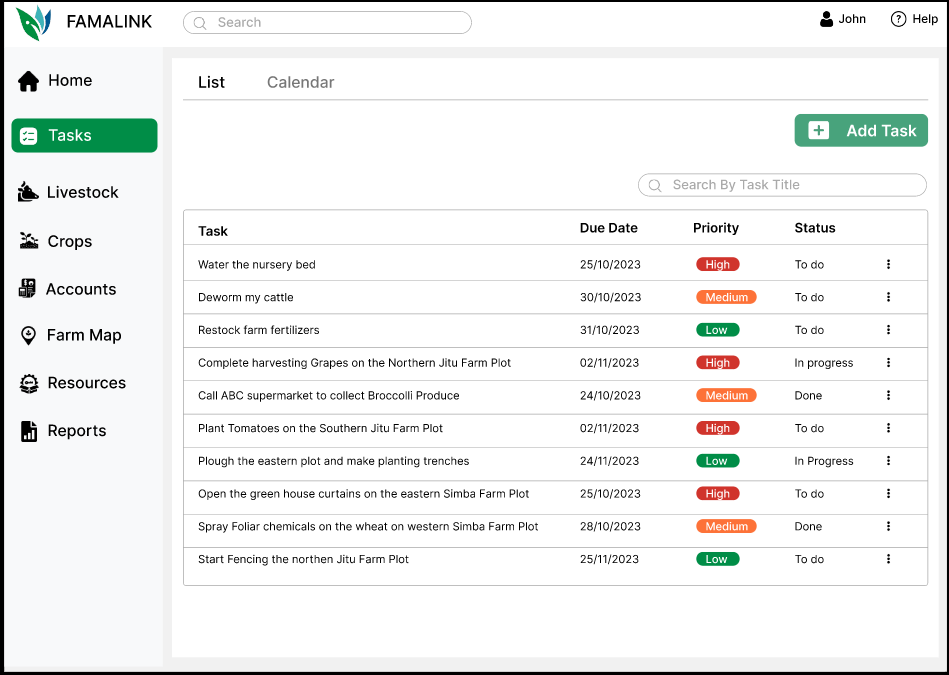 FAMALINK
Search
John
Help
Home
Tasks
Livestock
Crops
Accounts
Farm Map
Resources
Reports
List Calendar
Add Task
Search By Task Title
Task Due Date Priority Status
Water the nursery bed 25/10/2023 High To do
Deworm my cattle 30/10/2023 Medium To do
Restock farm fertilizers 31/10/2023 Low To do
Complete harvesting Grapes on the Northern Jitu Farm Plot 02/11/2023 High In progress
Call ABC supermarket to collect Broccolli Produce 24/10/2023 Medium Done
Plant Tomatoes on the Southern Jitu Farm Plot 02/11/2023 High To do
Plough the eastern plot and make planting trenches 24/11/2023 Low In Progress
Open the green house curtains on the eastern Simba Farm Plot 25/10/2023 High To do
Spray Foliar chemicals on the wheat on western Simba Farm Plot 28/10/2023 Medium Done
Start Fencing the northen Jitu Farm Plot 25/11/2023 Low To do